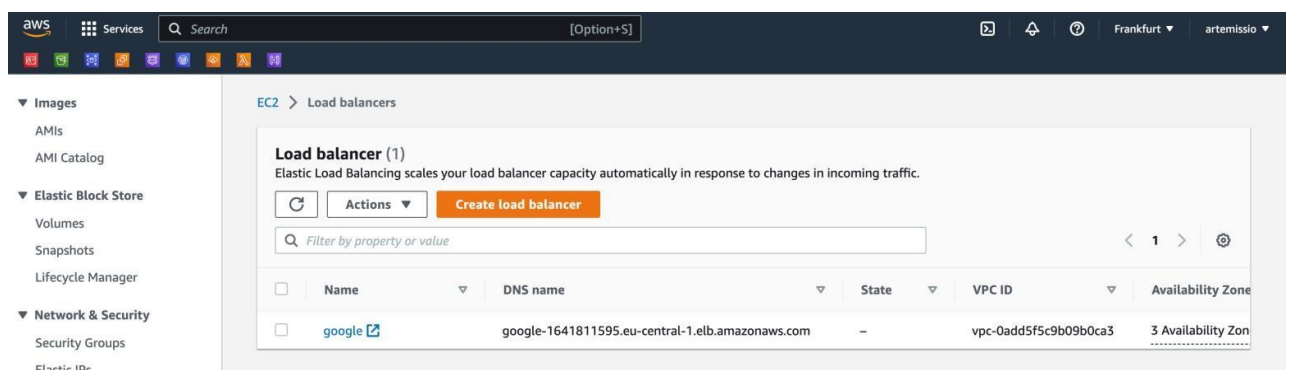 aws Services Search [Option+S] Frankfurt artemissio
Images
AMIs
AMI Catalog
Elastic Block Store
Volumes
Snapshots
Lifecycle Manager
Network & Security
Security Groups
Elastic IPs
EC2 > Load balancers
Load balancer (1)
Elastic Load Balancing scales your load balancer capacity automatically in response to changes in incoming traffic.
Actions Create load balancer
Filter by property or value < 1 >
Name DNS name State VPC ID Availability Zone
google google-1641811595.eu-central-1.elb.amazonaws.com – vpc-0add5f5c9b09b0ca3 3 Availability Zon